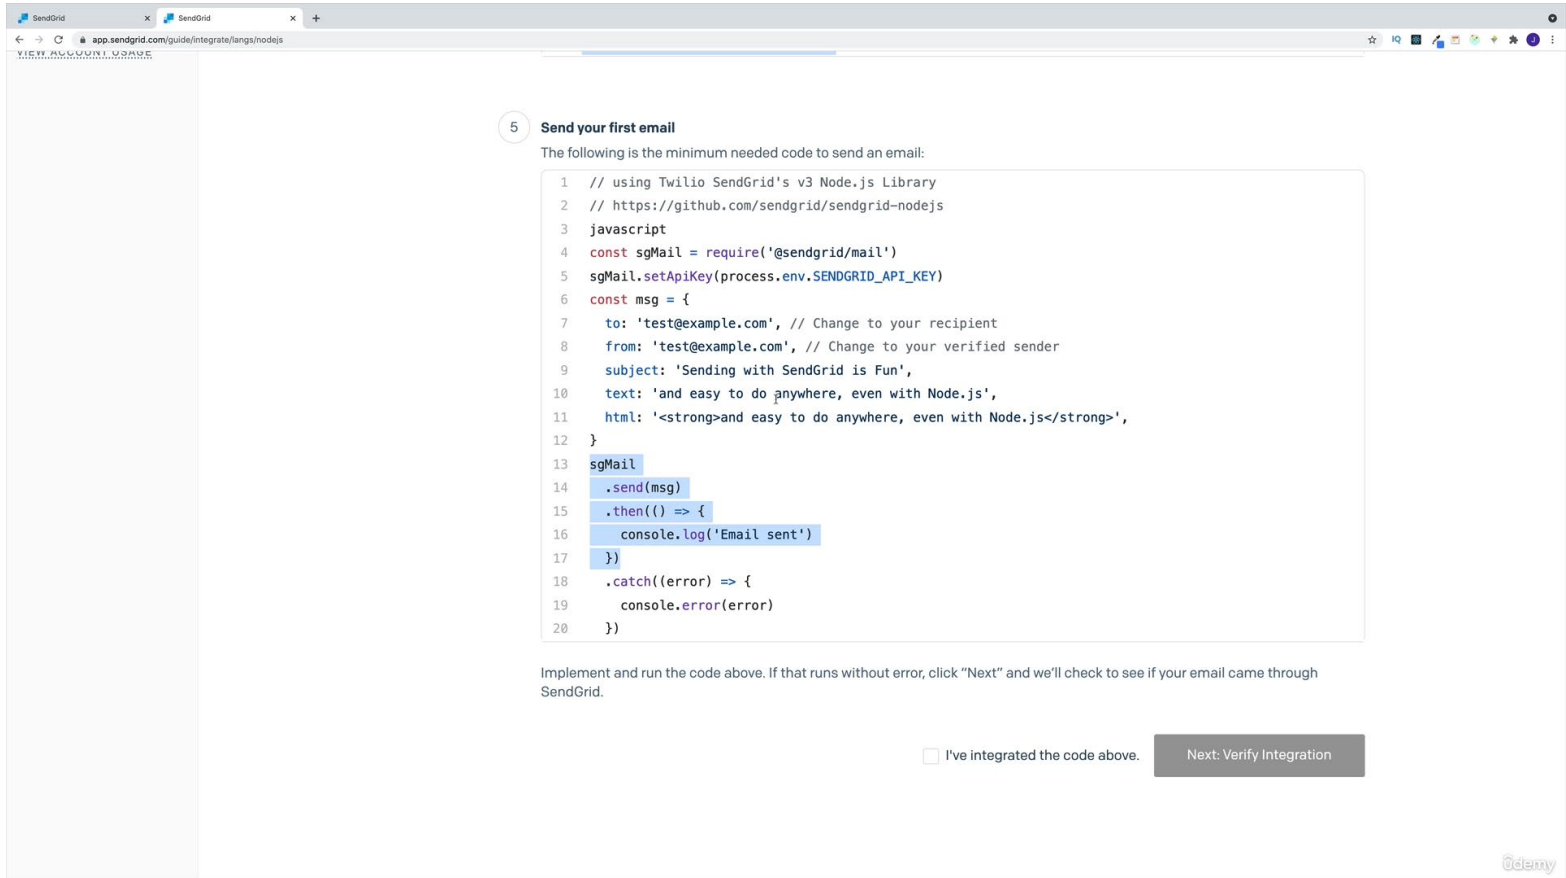 SendGrid
SendGrid
app.sendgrid.com/guide/integrate/langs/nodejs
IQ
J
VIEW ACCOUNT USAGE
5
Send your first email
The following is the minimum needed code to send an email:
1 // using Twilio SendGrid's v3 Node.js Library
2 // https://github.com/sendgrid/sendgrid-nodejs
3 javascript
4 const sgMail = require('@sendgrid/mail')
5 sgMail.setApiKey(process.env.SENDGRID_API_KEY)
6 const msg = {
7 to: 'test@example.com', // Change to your recipient
8 from: 'test@example.com', // Change to your verified sender
9 subject: 'Sending with SendGrid is Fun',
10 text: 'and easy to do anywhere, even with Node.js',
11 html: '<strong>and easy to do anywhere, even with Node.js</strong>',
12 }
13 sgMail
14 .send(msg)
15 .then(() => {
16 console.log('Email sent')
17 })
18 .catch((error) => {
19 console.error(error)
20 })
Implement and run the code above. If that runs without error, click “Next” and we’ll check to see if your email came through
SendGrid.
I've integrated the code above.
Next: Verify Integration
ûdemy